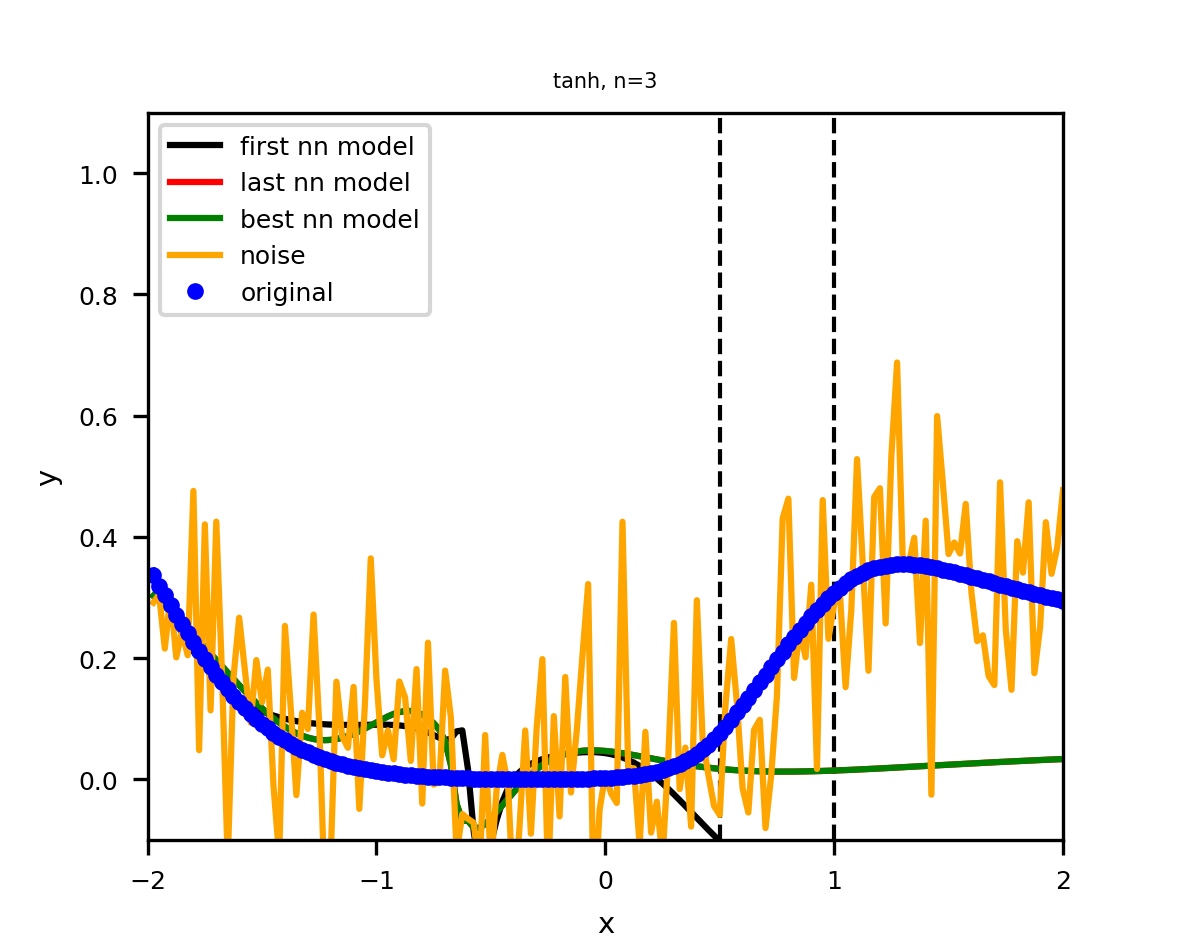 tanh, n=3
first nn model
last nn model
best nn model
noise
original
1.0
0.8
0.6
0.4
0.2
0.0
y
−2
−1
0
1
2
x